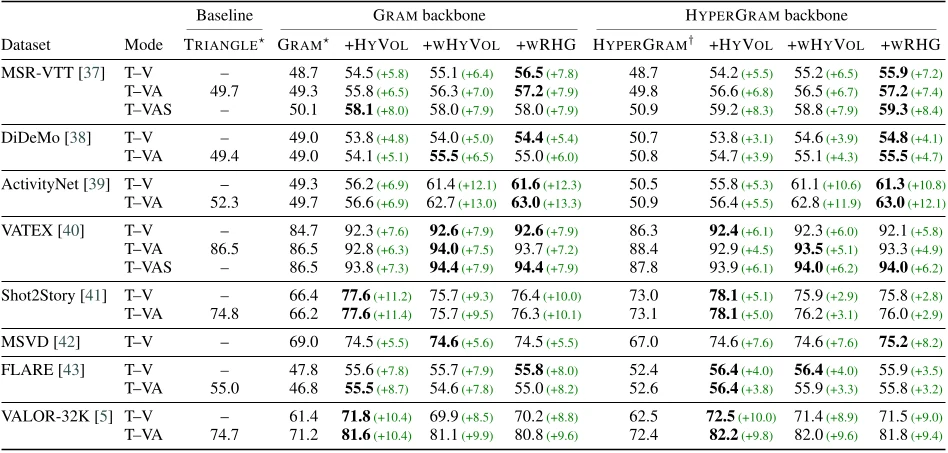 Baseline GRAM backbone HYPERGRAM backbone
Dataset Mode TRIANGLE⋆ GRAM⋆ +HYVOL +WHYVOL +WRHG HYPERGRAM† +HYVOL +WHYVOL +WRHG
MSR-VTT [37] T–V – 48.7 54.5 (+5.8) 55.1 (+6.4) 56.5 (+7.8) 48.7 54.2 (+5.5) 55.2 (+6.5) 55.9 (+7.2)
T–VA 49.7 49.3 55.8 (+6.5) 56.3 (+7.0) 57.2 (+7.9) 49.8 56.6 (+6.8) 56.5 (+6.7) 57.2 (+7.4)
T–VAS – 50.1 58.1 (+8.0) 58.0 (+7.9) 58.0 (+7.9) 50.9 59.2 (+8.3) 58.8 (+7.9) 59.3 (+8.4)
DiDeMo [38] T–V – 49.0 53.8 (+4.8) 54.0 (+5.0) 54.4 (+5.4) 50.7 53.8 (+3.1) 54.6 (+3.9) 54.8 (+4.1)
T–VA 49.4 49.0 54.1 (+5.1) 55.5 (+6.5) 55.0 (+6.0) 50.8 54.7 (+3.9) 55.1 (+4.3) 55.5 (+4.7)
ActivityNet [39] T–V – 49.3 56.2 (+6.9) 61.4 (+12.1) 61.6 (+12.3) 50.5 55.8 (+5.3) 61.1 (+10.6) 61.3 (+10.8)
T–VA 52.3 49.7 56.6 (+6.9) 62.7 (+13.0) 63.0 (+13.3) 50.9 56.4 (+5.5) 62.8 (+11.9) 63.0 (+12.1)
VATEX [40] T–V – 84.7 92.3 (+7.6) 92.6 (+7.9) 92.6 (+7.9) 86.3 92.4 (+6.1) 92.3 (+6.0) 92.1 (+5.8)
T–VA 86.5 86.5 92.8 (+6.3) 94.0 (+7.5) 93.7 (+7.2) 88.4 92.9 (+4.5) 93.5 (+5.1) 93.3 (+4.9)
T–VAS – 86.5 93.8 (+7.3) 94.4 (+7.9) 94.4 (+7.9) 87.8 93.9 (+6.1) 94.0 (+6.2) 94.0 (+6.2)
Shot2Story [41] T–V – 66.4 77.6 (+11.2) 75.7 (+9.3) 76.4 (+10.0) 73.0 78.1 (+5.1) 75.9 (+2.9) 75.8 (+2.8)
T–VA 74.8 66.2 77.6 (+11.4) 75.7 (+9.5) 76.3 (+10.1) 73.1 78.1 (+5.0) 76.2 (+3.1) 76.0 (+2.9)
MSVD [42] T–V – 69.0 74.5 (+5.5) 74.6 (+5.6) 74.5 (+5.5) 67.0 74.6 (+7.6) 74.6 (+7.6) 75.2 (+8.2)
FLARE [43] T–V – 47.8 55.6 (+7.8) 55.7 (+7.9) 55.8 (+8.0) 52.4 56.4 (+4.0) 56.4 (+4.0) 55.9 (+3.5)
T–VA 55.0 46.8 55.5 (+8.7) 54.6 (+7.8) 55.0 (+8.2) 52.6 56.4 (+3.8) 55.9 (+3.3) 55.8 (+3.2)
VALOR-32K [5] T–V – 61.4 71.8 (+10.4) 69.9 (+8.5) 70.2 (+8.8) 62.5 72.5 (+10.0) 71.4 (+8.9) 71.5 (+9.0)
T–VA 74.7 71.2 81.6 (+10.4) 81.1 (+9.9) 80.8 (+9.6) 72.4 82.2 (+9.8) 82.0 (+9.6) 81.8 (+9.4)